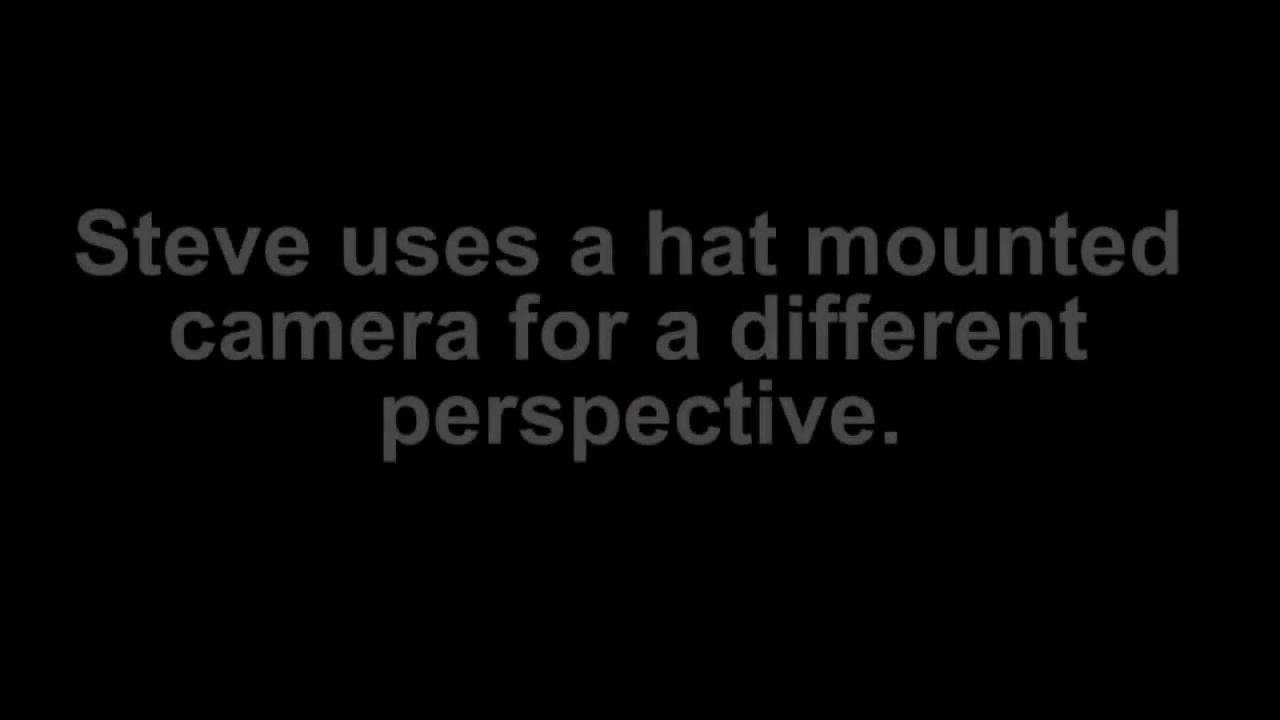 Steve uses a hat mounted
camera for a different
perspective.